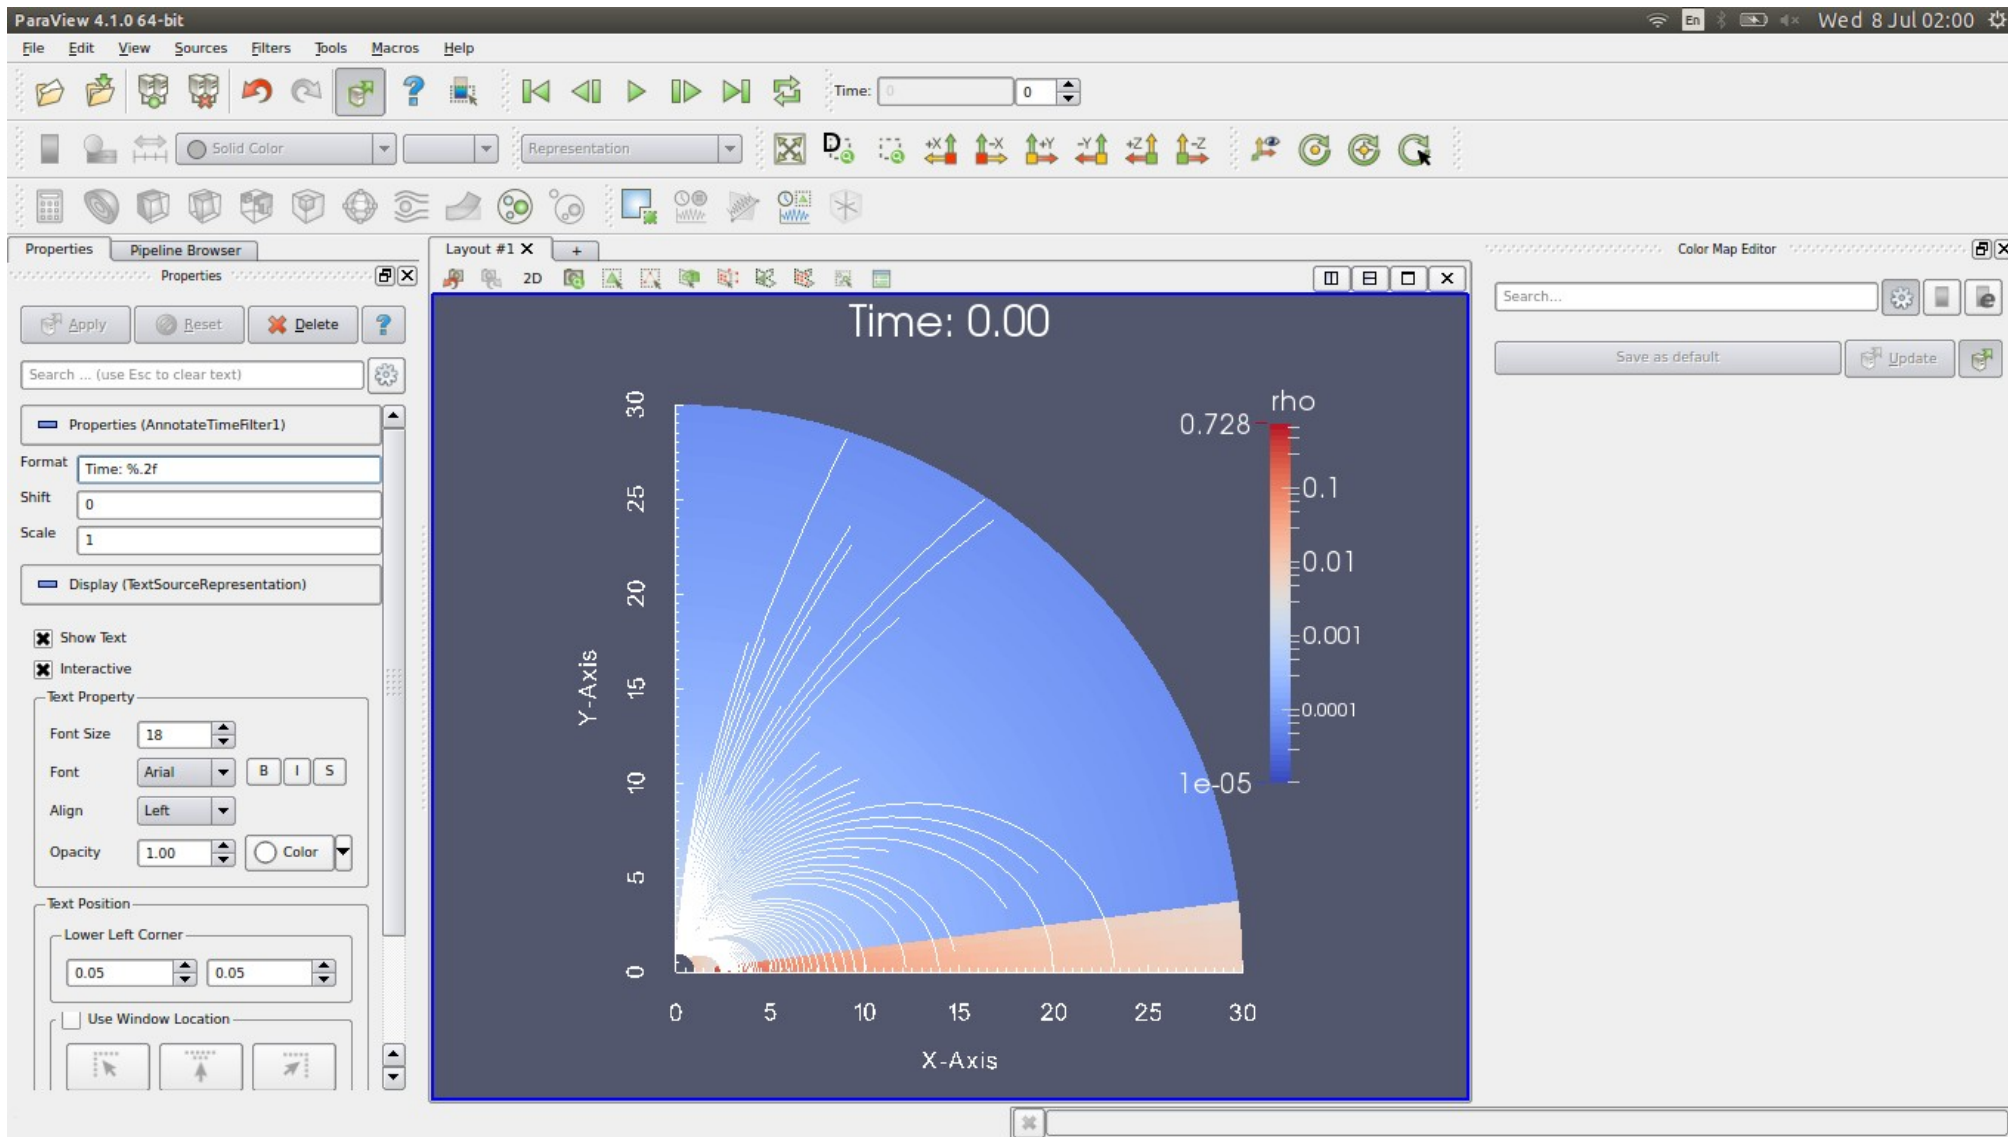 ParaView 4.1.0 64-bit
En
Wed 8 Jul 02:00
File Edit View Sources Filters Tools Macros Help
Time: 0 0
Solid Color Representation
D +X -X +Y -Y +Z -Z
Properties Pipeline Browser Layout #1 + Color Map Editor
Properties
2D
Apply Reset Delete ?
Search ... (use Esc to clear text)
Properties (AnnotateTimeFilter1)
Format Time: %.2f
Shift 0
Scale 1
Display (TextSourceRepresentation)
Show Text
Interactive
Text Property
Font Size 18
Font Arial B I S
Align Left
Opacity 1.00 Color
Text Position
Lower Left Corner
0.05 0.05
Use Window Location
Time: 0.00
rho
0.728
0.1
0.01
0.001
0.0001
1e-05
Y-Axis
30
25
20
15
10
5
0
0 5 10 15 20 25 30
X-Axis
Search...
e
Save as default Update